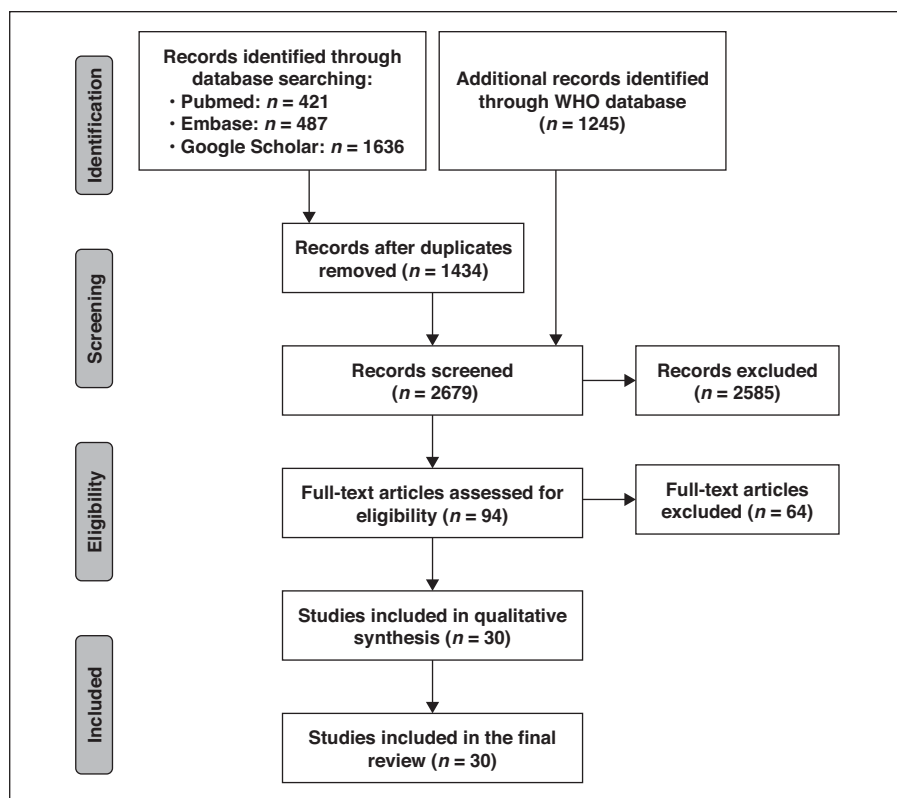 Identification
Records identified through
database searching:
· Pubmed: n = 421
· Embase: n = 487
· Google Scholar: n = 1636
Additional records identified
through WHO database
(n = 1245)
Screening
Records after duplicates
removed (n = 1434)
Records screened
(n = 2679)
Records excluded
(n = 2585)
Eligibility
Full-text articles assessed for
eligibility (n = 94)
Full-text articles
excluded (n = 64)
Included
Studies included in qualitative
synthesis (n = 30)
Studies included in the final
review (n = 30)